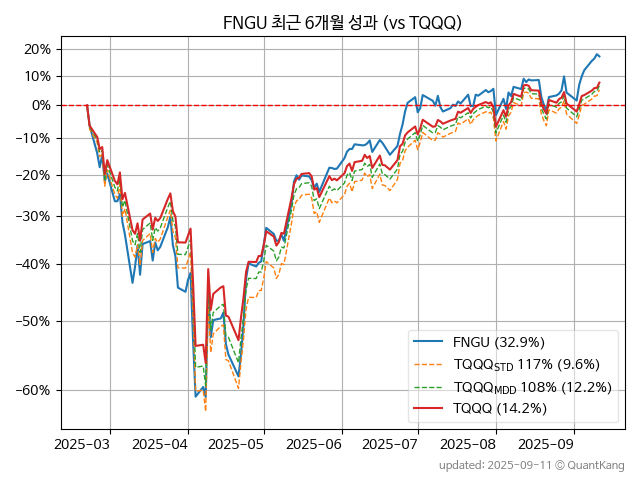 FNGU 최근 6개월 성과 (vs TQQQ)
20%
10%
0%
-10%
-20%
-30%
-40%
-50%
-60%
FNGU (32.9%)
TQQQSTD 117% (9.6%)
TQQQMDD 108% (12.2%)
TQQQ (14.2%)
2025-03 2025-04 2025-05 2025-06 2025-07 2025-08 2025-09
updated: 2025-09-11 © QuantKang